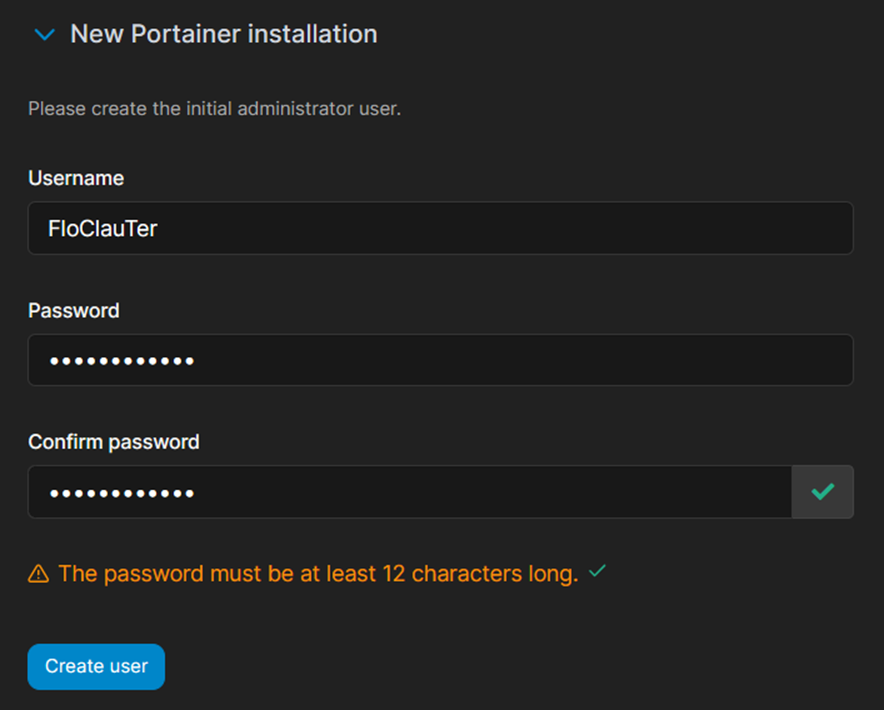 New Portainer installation
Please create the initial administrator user.
Username
FloClauTer
Password
••••••••••••
Confirm password
••••••••••••
The password must be at least 12 characters long.
Create user